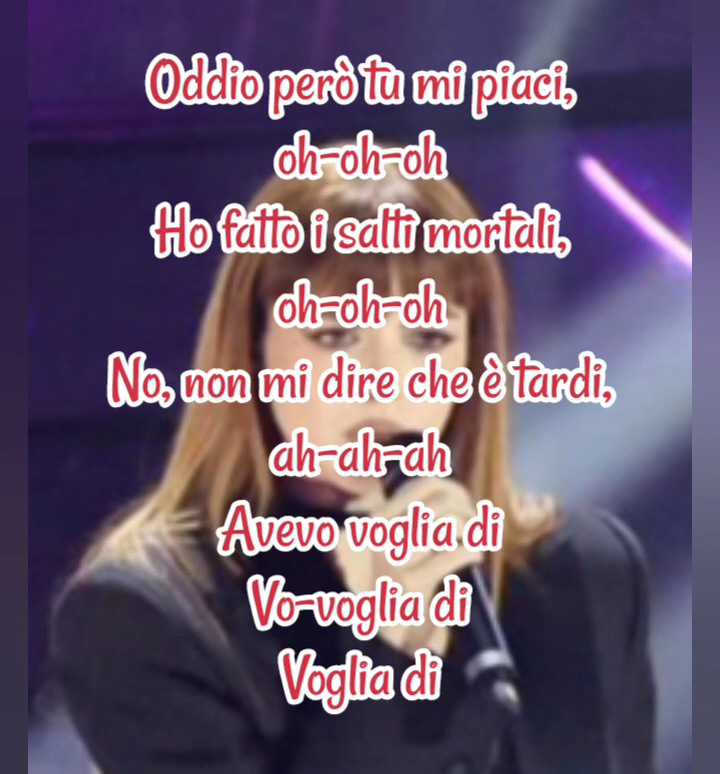 Oddio però tu mi piaci,
oh-oh-oh
Ho fatto i salti mortali,
oh-oh-oh
No, non mi dire che è tardi,
ah-ah-ah
Avevo voglia di
Vo-voglia di
Voglia di